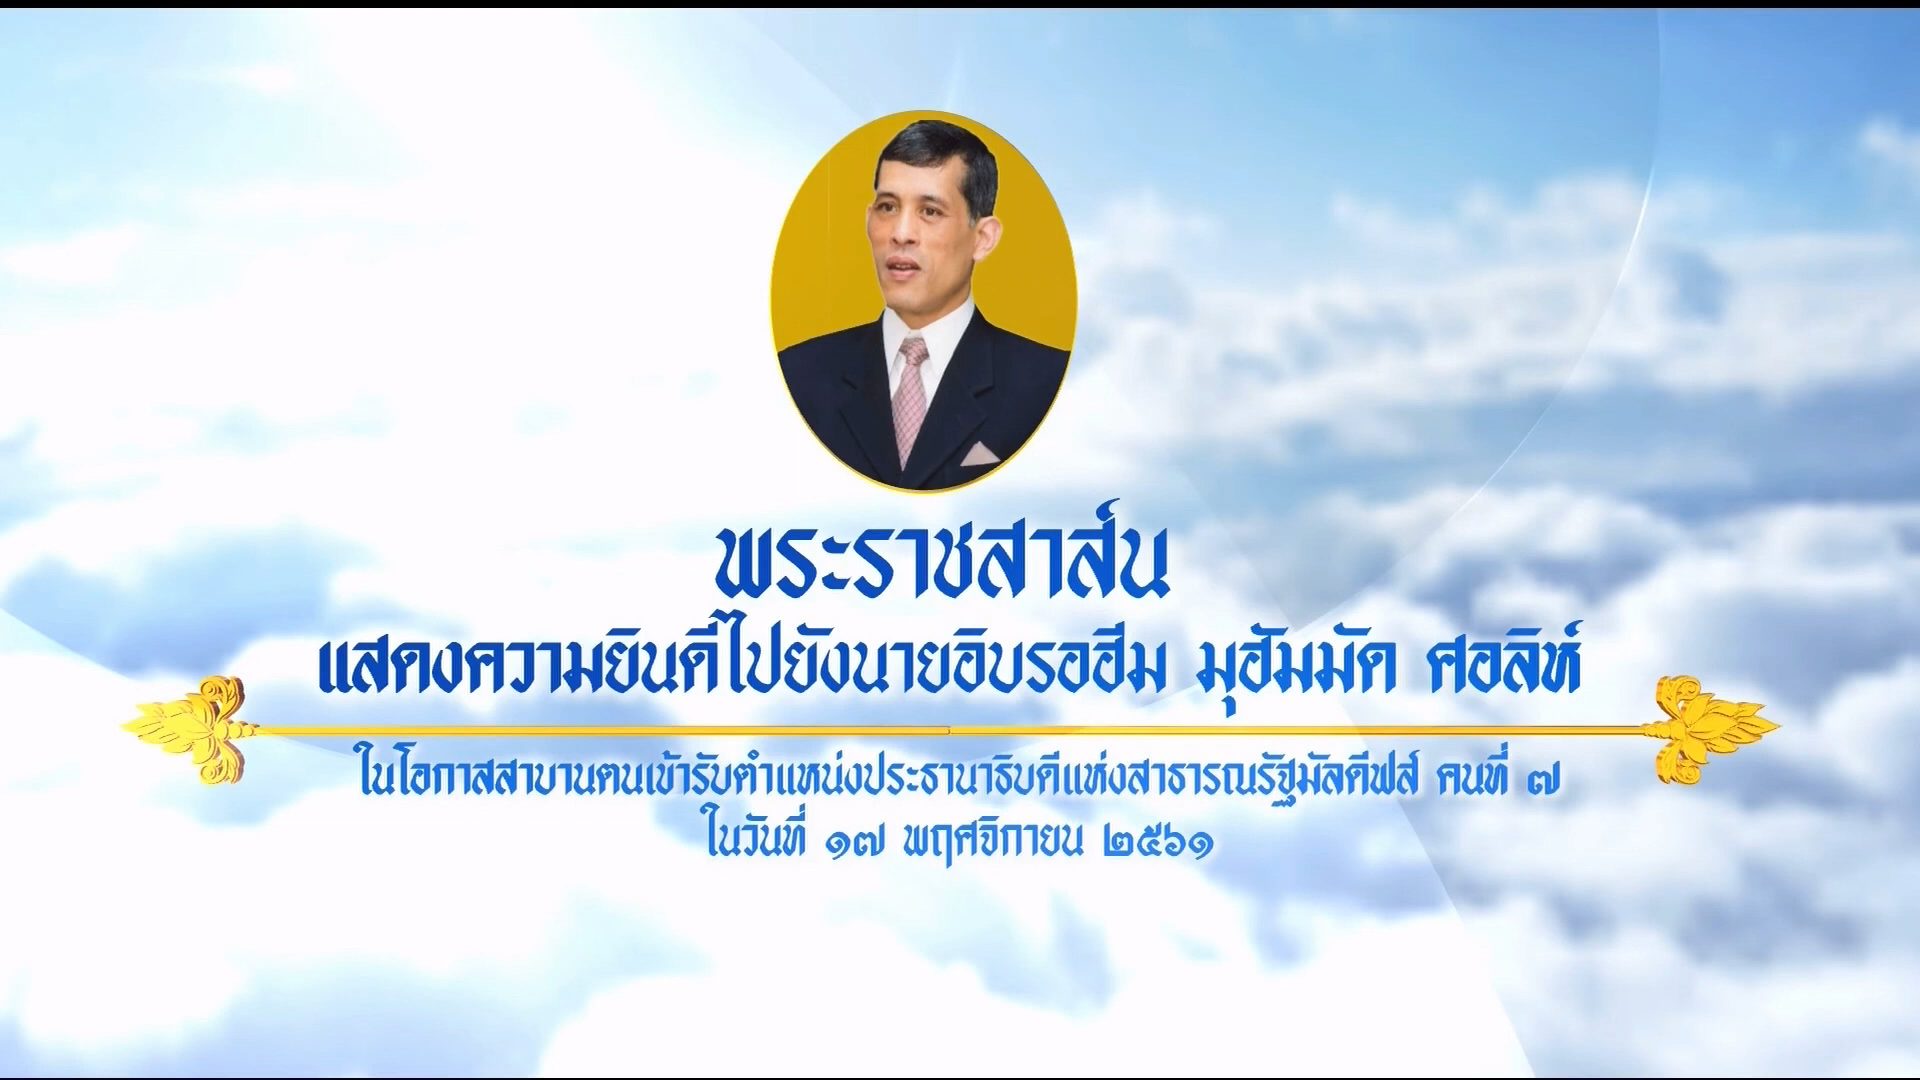 พระราชสาส์น
แสดงความยินดีไปยังนายอิบรอฮีม มุฮัมมัด ศอลิห์
ในโอกาสสาบานตนเข้ารับตำแหน่งประธานาธิบดีแห่งสาธารณรัฐมัลดีฟส์ คนที่ ๗
ในวันที่ ๑๗ พฤศจิกายน ๒๕๖๑